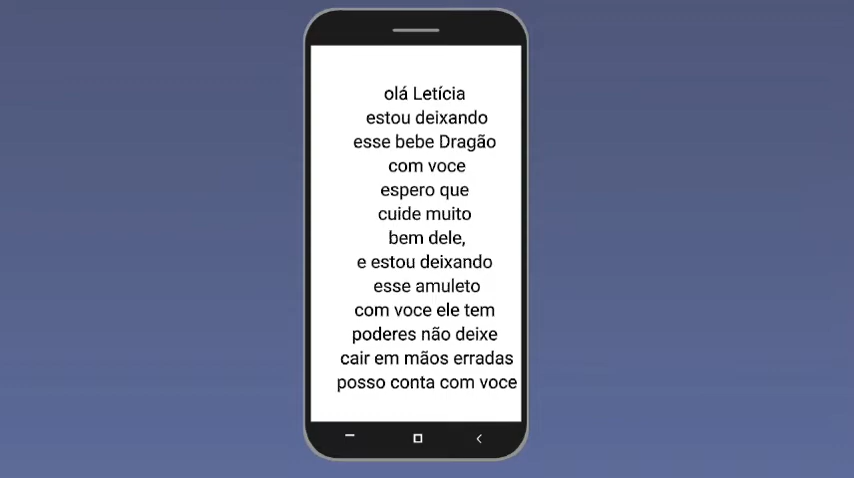 olá Letícia
estou deixando
esse bebe Dragão
com voce
espero que
cuide muito
bem dele,
e estou deixando
esse amuleto
com voce ele tem
poderes não deixe
cair em mãos erradas
posso conta com voce